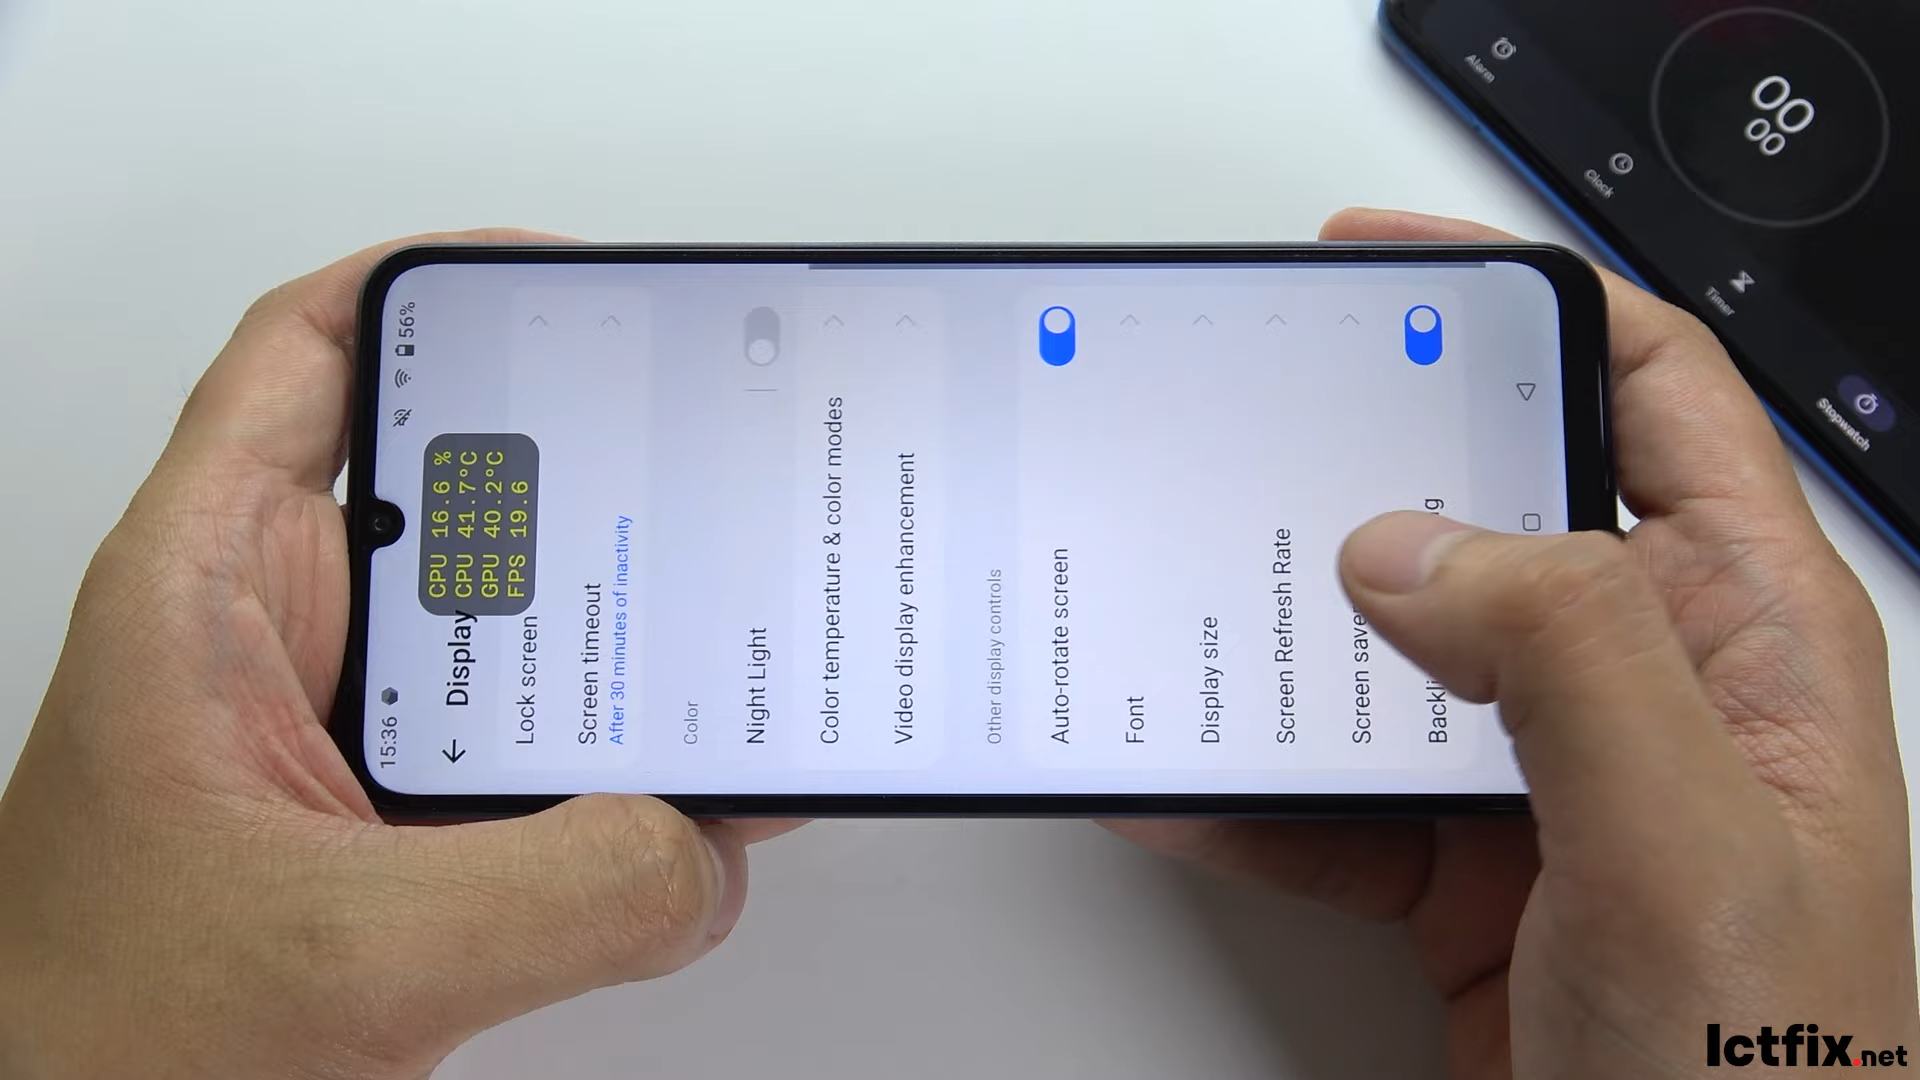 15:36
56%
Display
CPU 16.6 %
CPU 41.7°C
GPU 40.2°C
FPS 19.6
Lock screen
Screen timeout
After 30 minutes of inactivity
Color
Night Light
Color temperature & color modes
Video display enhancement
Other display controls
Auto-rotate screen
Font
Display size
Screen Refresh Rate
Screen
Alarm
Clock
Timer
Stopwatch
00
00
Ictfix.net